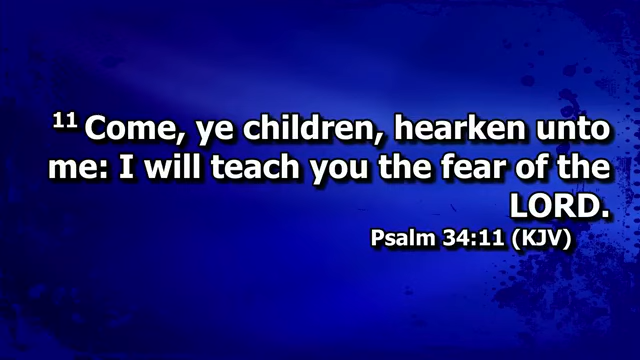 11 Come, ye children, hearken unto
me: I will teach you the fear of the
LORD.
Psalm 34:11 (KJV)